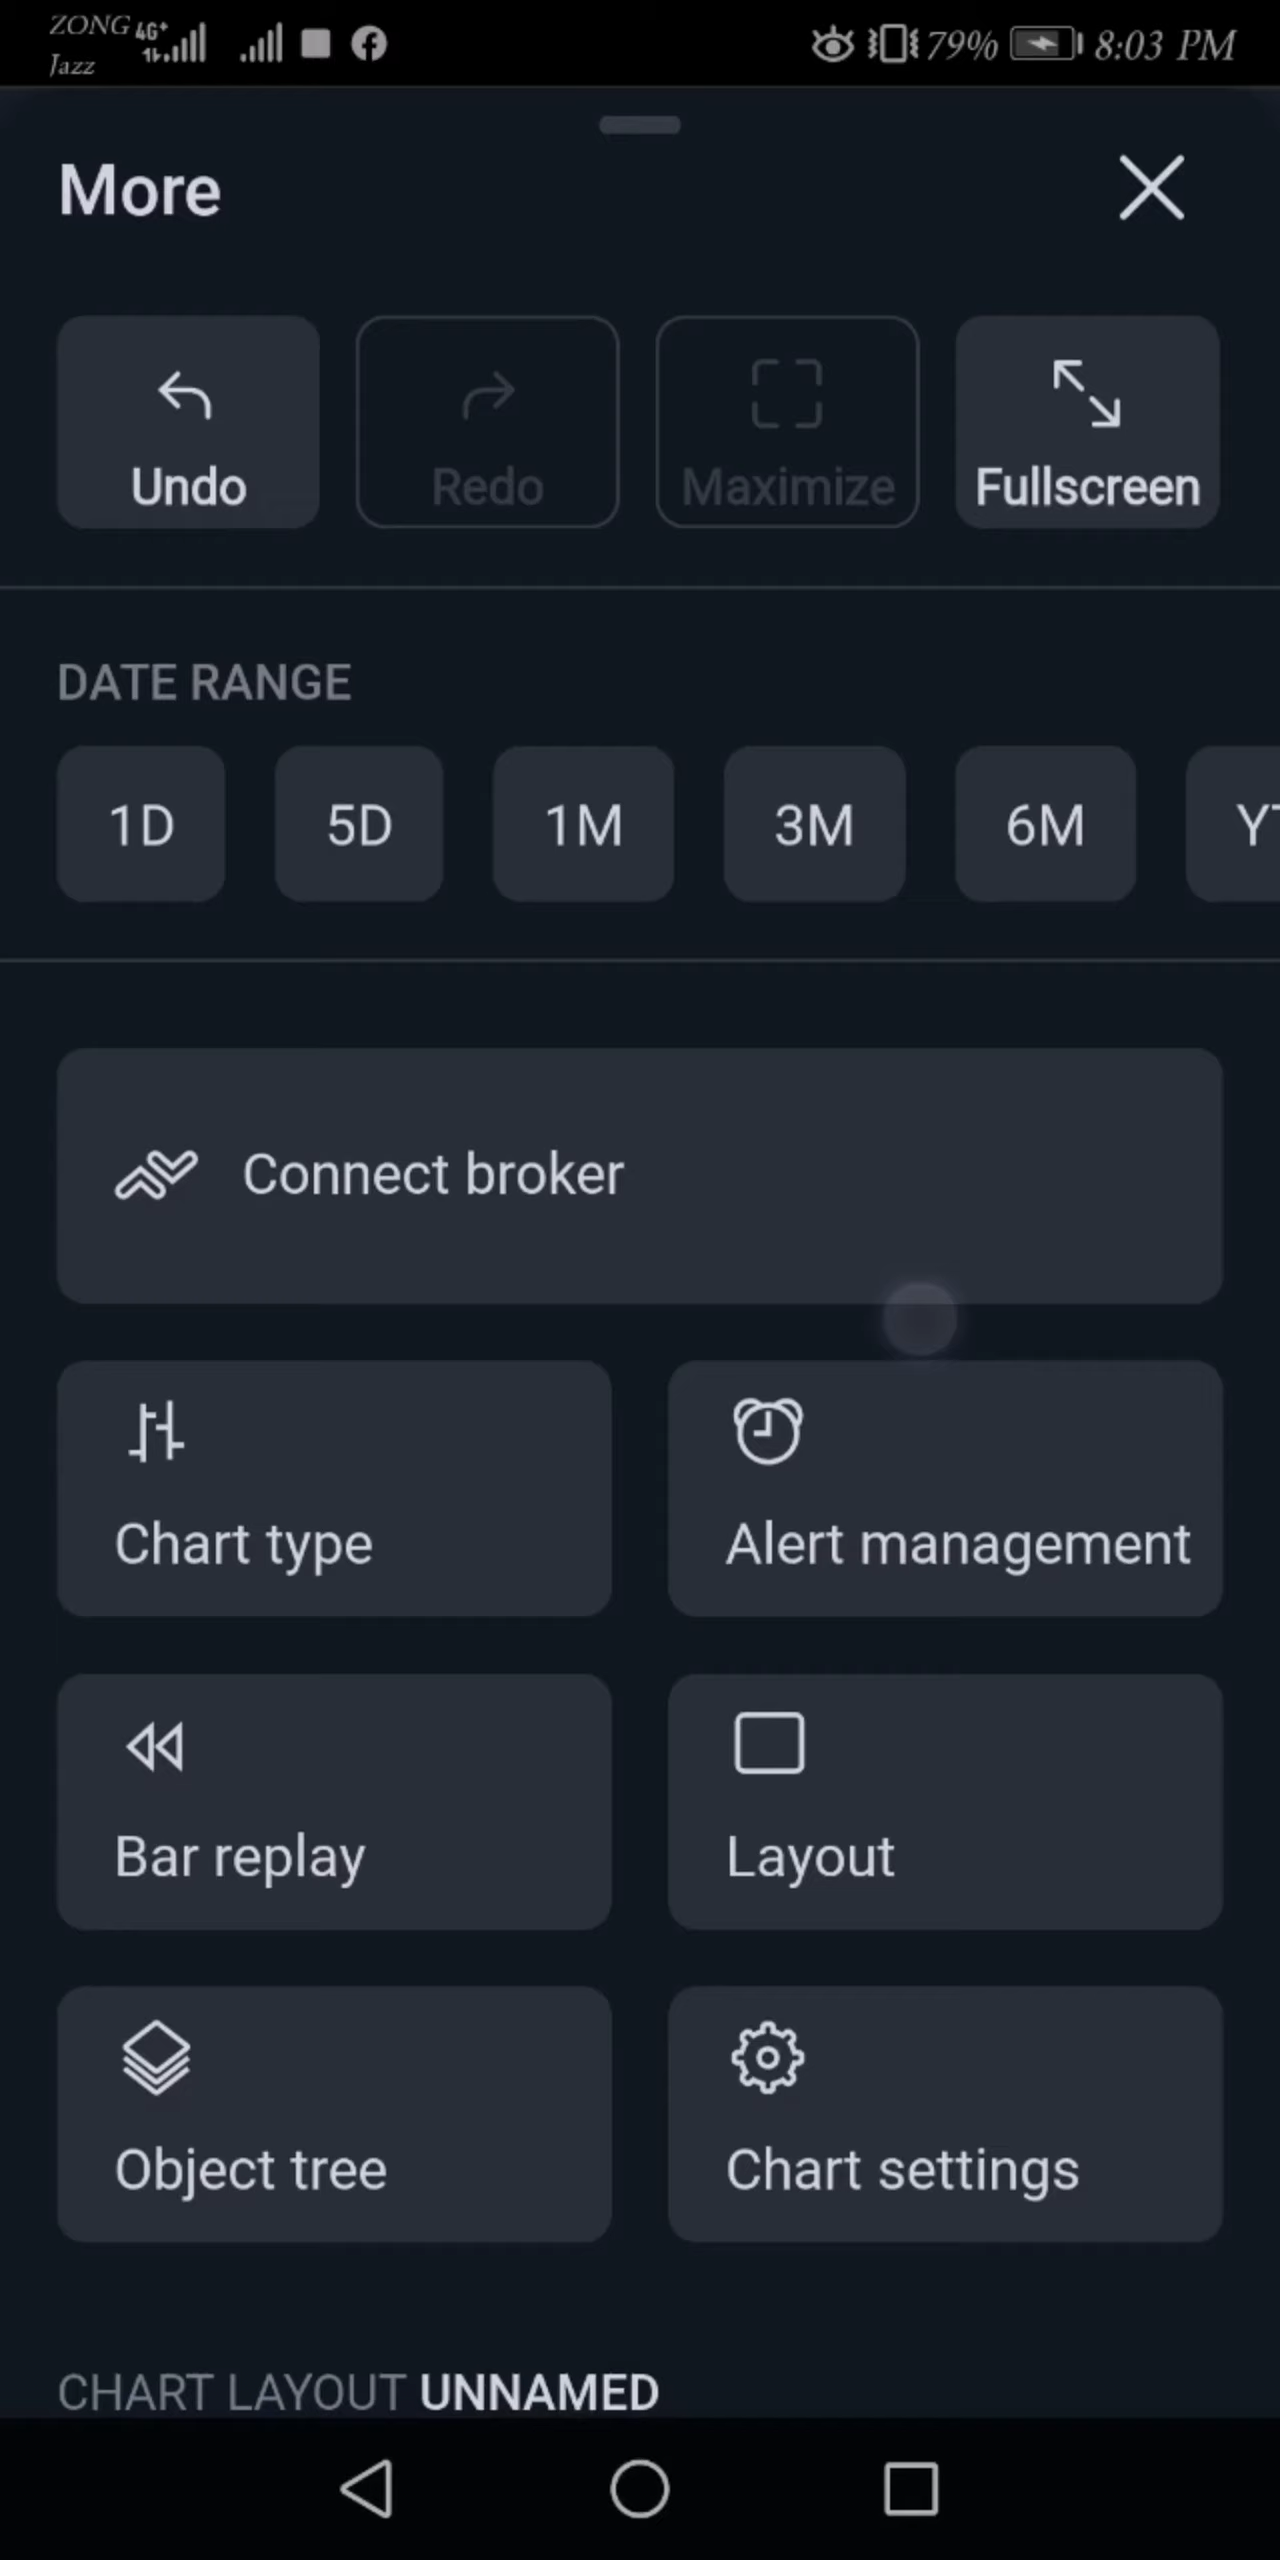 ZONG 4G+
Jazz
79% 8:03 PM
More
Undo Redo Maximize Fullscreen
DATE RANGE
1D 5D 1M 3M 6M YT
Connect broker
Chart type Alert management
Bar replay Layout
Object tree Chart settings
CHART LAYOUT UNNAMED